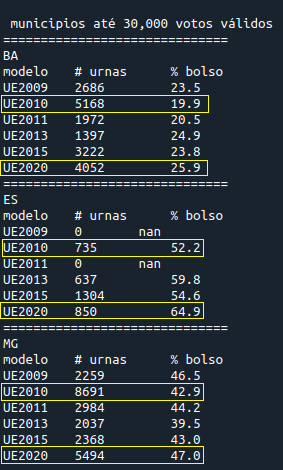 municipios até 30,000 votos válidos
==============================
BA
modelo # urnas % bolso
UE2009 2686 23.5
UE2010 5168 19.9
UE2011 1972 20.5
UE2013 1397 24.9
UE2015 3222 23.8
UE2020 4052 25.9
==============================
ES
modelo # urnas % bolso
UE2009 0 nan
UE2010 735 52.2
UE2011 0 nan
UE2013 637 59.8
UE2015 1304 54.6
UE2020 850 64.9
==============================
MG
modelo # urnas % bolso
UE2009 2259 46.5
UE2010 8691 42.9
UE2011 2984 44.2
UE2013 2037 39.5
UE2015 2368 43.0
UE2020 5494 47.0